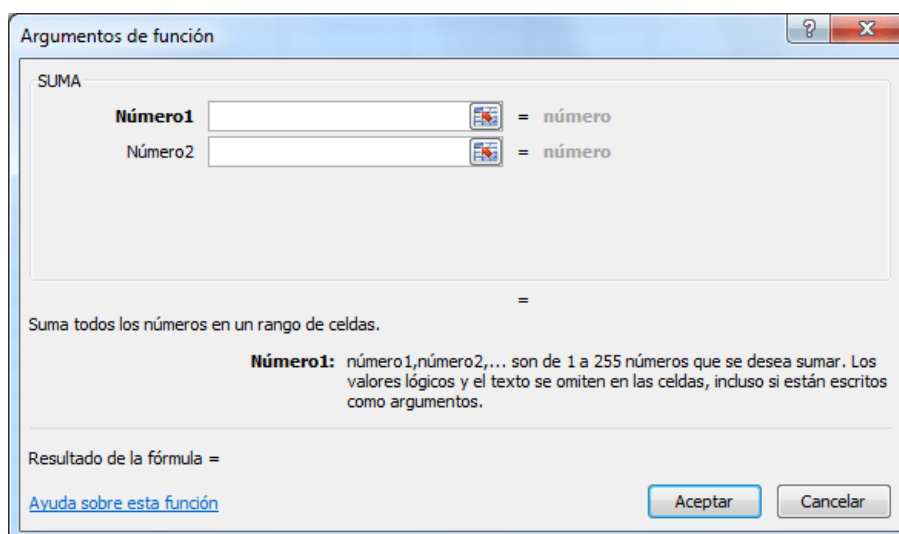 Argumentos de función
SUMA
Número1 = número
Número2 = número
=
Suma todos los números en un rango de celdas.
Número1: número1,número2,... son de 1 a 255 números que se desea sumar. Los
valores lógicos y el texto se omiten en las celdas, incluso si están escritos
como argumentos.
Resultado de la fórmula =
Ayuda sobre esta función
Aceptar
Cancelar